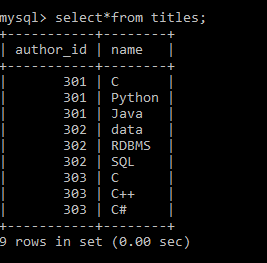 mysql> select*from titles;
+-----------+--------+
| author_id | name   |
+-----------+--------+
|       301 | C      |
|       301 | Python |
|       301 | Java   |
|       302 | data   |
|       302 | RDBMS  |
|       302 | SQL    |
|       303 | C      |
|       303 | C++    |
|       303 | C#     |
+-----------+--------+
9 rows in set (0.00 sec)